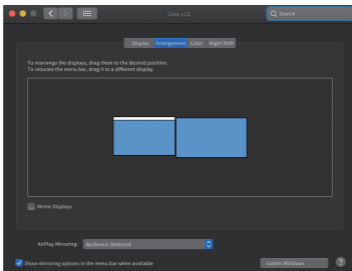 Color LCD
Search
Display Arrangement Color Night Shift
To rearrange the displays, drag them to the desired position.
To relocate the menu bar, drag it to a different display.
Mirror Displays
AirPlay Mirroring: No Device Detected
Show mirroring options in the menu bar when available
Gather Windows
?